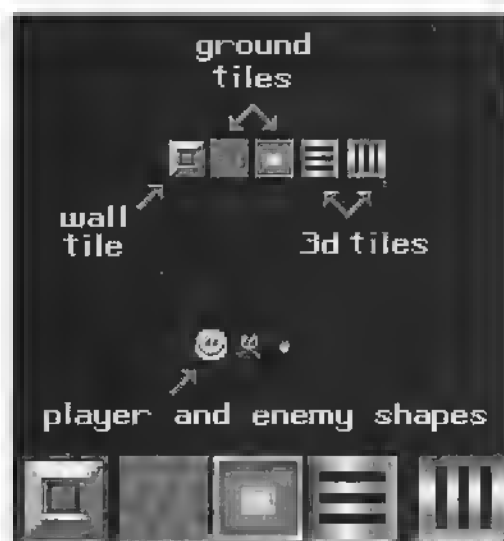 ground
tiles
wall
tile
3d tiles
player and enemy shapes